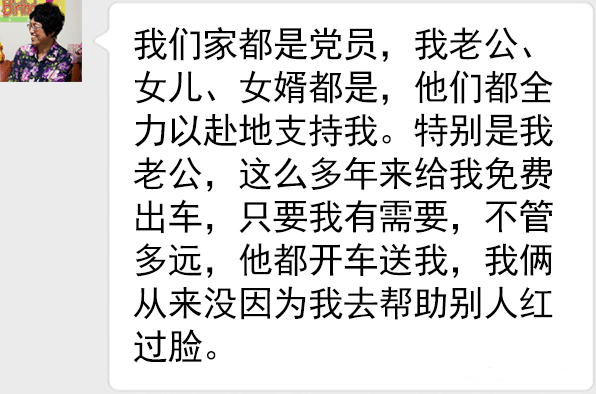 我们家都是党员，我老公、
女儿、女婿都是，他们都全
力以赴地支持我。特别是我
老公，这么多年来给我免费
出车，只要我有需要，不管
多远，他都开车送我，我俩
从来没因为我去帮助别人红
过脸。